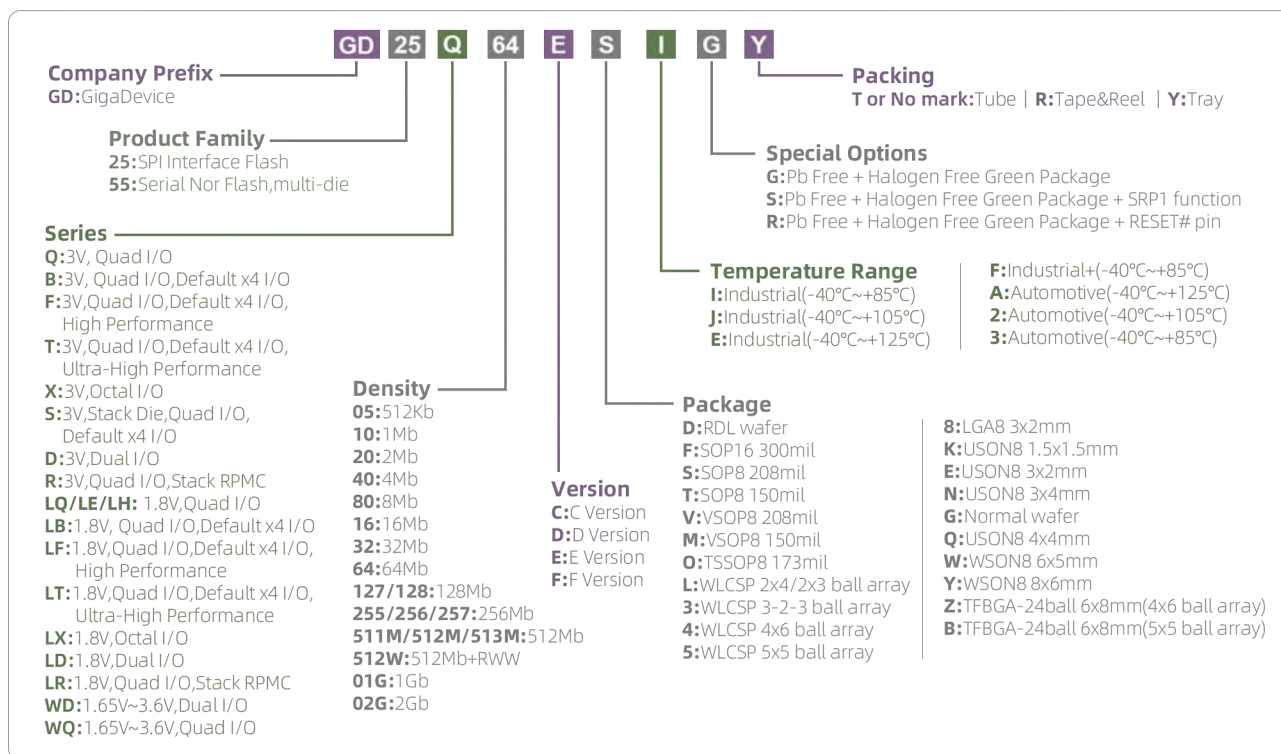 GD 25 Q 64 E S I G Y
Company Prefix
GD:GigaDevice
Product Family
25:SPI Interface Flash
55:Serial Nor Flash,multi-die
Series
Q:3V, Quad I/O
B:3V, Quad I/O,Default x4 I/O
F:3V,Quad I/O,Default x4 I/O,
High Performance
T:3V,Quad I/O,Default x4 I/O,
Ultra-High Performance
X:3V,Octal I/O
S:3V,Stack Die,Quad I/O,
Default x4 I/O
D:3V,Dual I/O
R:3V,Quad I/O,Stack RPMC
LQ/LE/LH: 1.8V,Quad I/O
LB:1.8V, Quad I/O,Default x4 I/O
LF:1.8V,Quad I/O,Default x4 I/O,
High Performance
LT:1.8V,Quad I/O,Default x4 I/O,
Ultra-High Performance
LX:1.8V,Octal I/O
LD:1.8V,Dual I/O
LR:1.8V,Quad I/O,Stack RPMC
WD:1.65V~3.6V,Dual I/O
WQ:1.65V~3.6V,Quad I/O
Density
05:512Kb
10:1Mb
20:2Mb
40:4Mb
80:8Mb
16:16Mb
32:32Mb
64:64Mb
127/128:128Mb
255/256/257:256Mb
511M/512M/513M:512Mb
512W:512Mb+RWW
01G:1Gb
02G:2Gb
Version
C:C Version
D:D Version
E:E Version
F:F Version
Package
D:RDL wafer
F:SOP16 300mil
S:SOP8 208mil
T:SOP8 150mil
V:VSOP8 208mil
M:VSOP8 150mil
O:TSSOP8 173mil
L:WLCSP 2x4/2x3 ball array
3:WLCSP 3-2-3 ball array
4:WLCSP 4x6 ball array
5:WLCSP 5x5 ball array
8:LGA8 3x2mm
K:USON8 1.5x1.5mm
E:USON8 3x2mm
N:USON8 3x4mm
G:Normal wafer
Q:USON8 4x4mm
W:WSON8 6x5mm
Y:WSON8 8x6mm
Z:TFBGA-24ball 6x8mm(4x6 ball array)
B:TFBGA-24ball 6x8mm(5x5 ball array)
Temperature Range
I:Industrial(-40℃~+85℃)
J:Industrial(-40℃~+105℃)
E:Industrial(-40℃~+125℃)
F:Industrial+(-40℃~+85℃)
A:Automotive(-40℃~+125℃)
2:Automotive(-40℃~+105℃)
3:Automotive(-40℃~+85℃)
Special Options
G:Pb Free + Halogen Free Green Package
S:Pb Free + Halogen Free Green Package + SRP1 function
R:Pb Free + Halogen Free Green Package + RESET# pin
Packing
T or No mark:Tube | R:Tape&Reel | Y:Tray